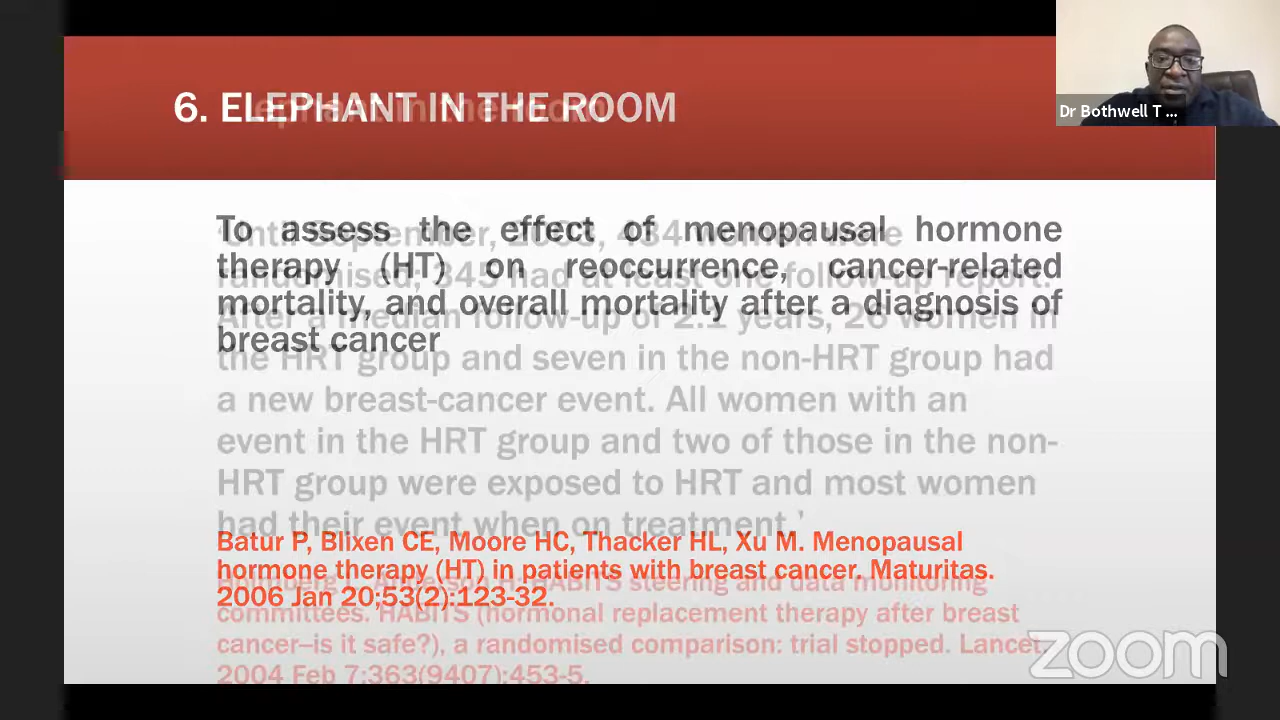 Dr Bothwell T ...
6. ELEPHANT IN THE ROOM
Elephant in the room
To assess the effect of menopausal hormone
therapy (HT) on reoccurrence, cancer-related
mortality, and overall mortality after a diagnosis of
breast cancer
'Until September, 2003, 434 women were
randomised; 345 had at least one follow-up report.
After a median follow-up of 2.1 years, 26 women in
the HRT group and seven in the non-HRT group had
a new breast-cancer event. All women with an
event in the HRT group and two of those in the non-
HRT group were exposed to HRT and most women
had their event when on treatment.'
Batur P, Blixen CE, Moore HC, Thacker HL, Xu M. Menopausal
hormone therapy (HT) in patients with breast cancer. Maturitas.
2006 Jan 20;53(2):123-32.
HABITS steering and data monitoring
committees. HABITS (hormonal replacement therapy after breast
cancer--is it safe?), a randomised comparison: trial stopped. Lancet.
2004 Feb 7;363(9407):453-5.
zoom